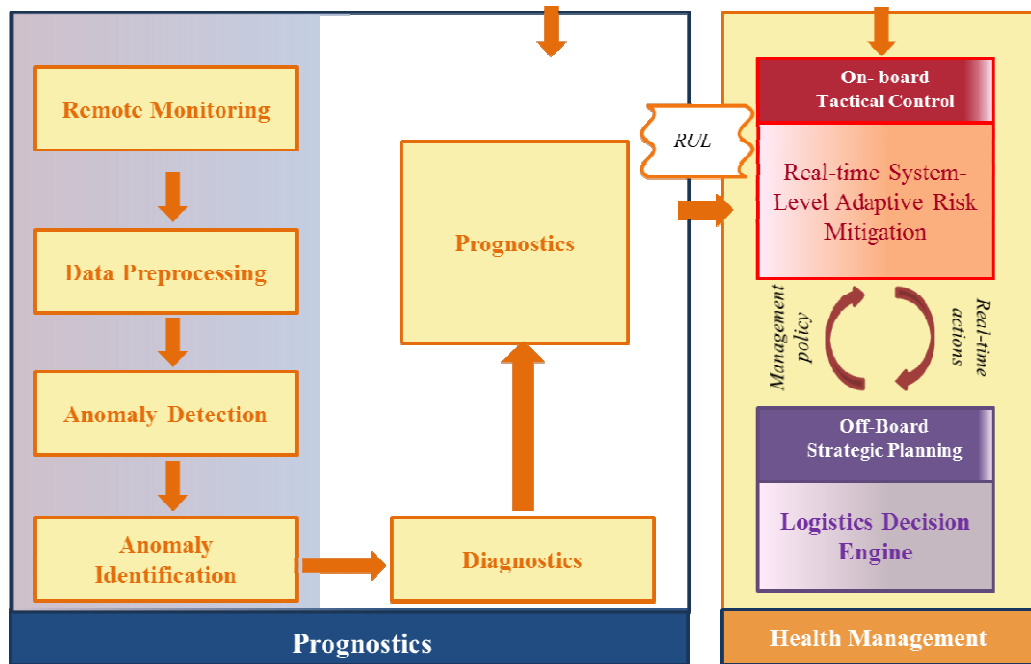 Remote Monitoring
Data Preprocessing
Anomaly Detection
Anomaly
Identification
Diagnostics
Prognostics
RUL
Prognostics
On- board
Tactical Control
Real-time System-
Level Adaptive Risk
Mitigation
Management
policy
Real-time
actions
Off-Board
Strategic Planning
Logistics Decision
Engine
Health Management